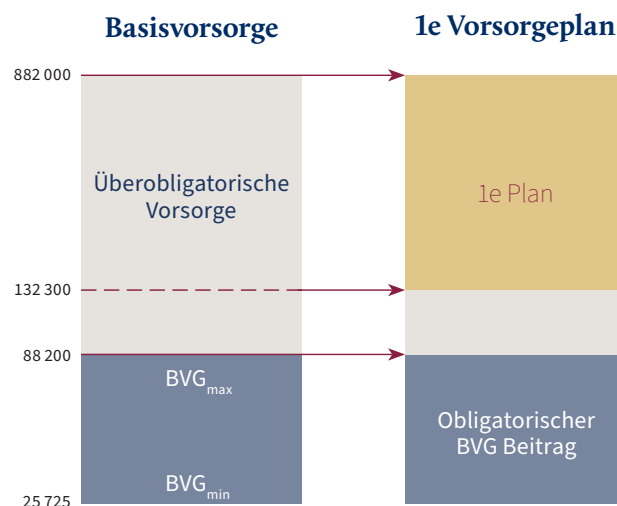 Basisvorsorge
1e Vorsorgeplan
882 000
Überobligatorische
Vorsorge
1e Plan
132 300
88 200
BVGmax
Obligatorischer
BVG Beitrag
BVGmin
25 725